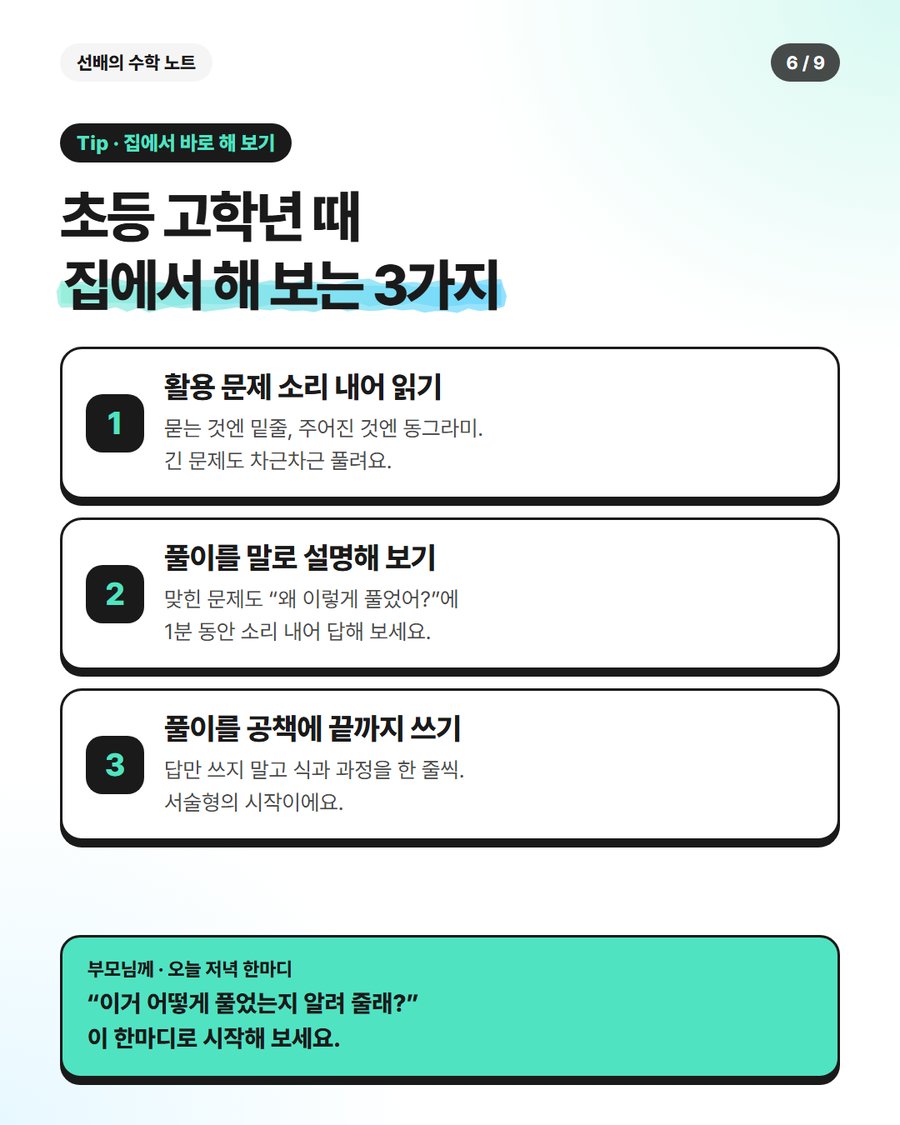 선배의 수학 노트
6 / 9
Tip · 집에서 바로 해 보기
초등 고학년 때
집에서 해 보는 3가지
1
활용 문제 소리 내어 읽기
묻는 것엔 밑줄, 주어진 것엔 동그라미.
긴 문제도 차근차근 풀려요.
2
풀이를 말로 설명해 보기
맞힌 문제도 “왜 이렇게 풀었어?”에
1분 동안 소리 내어 답해 보세요.
3
풀이를 공책에 끝까지 쓰기
답만 쓰지 말고 식과 과정을 한 줄씩.
서술형의 시작이에요.
부모님께 · 오늘 저녁 한마디
“이거 어떻게 풀었는지 알려 줄래?”
이 한마디로 시작해 보세요.